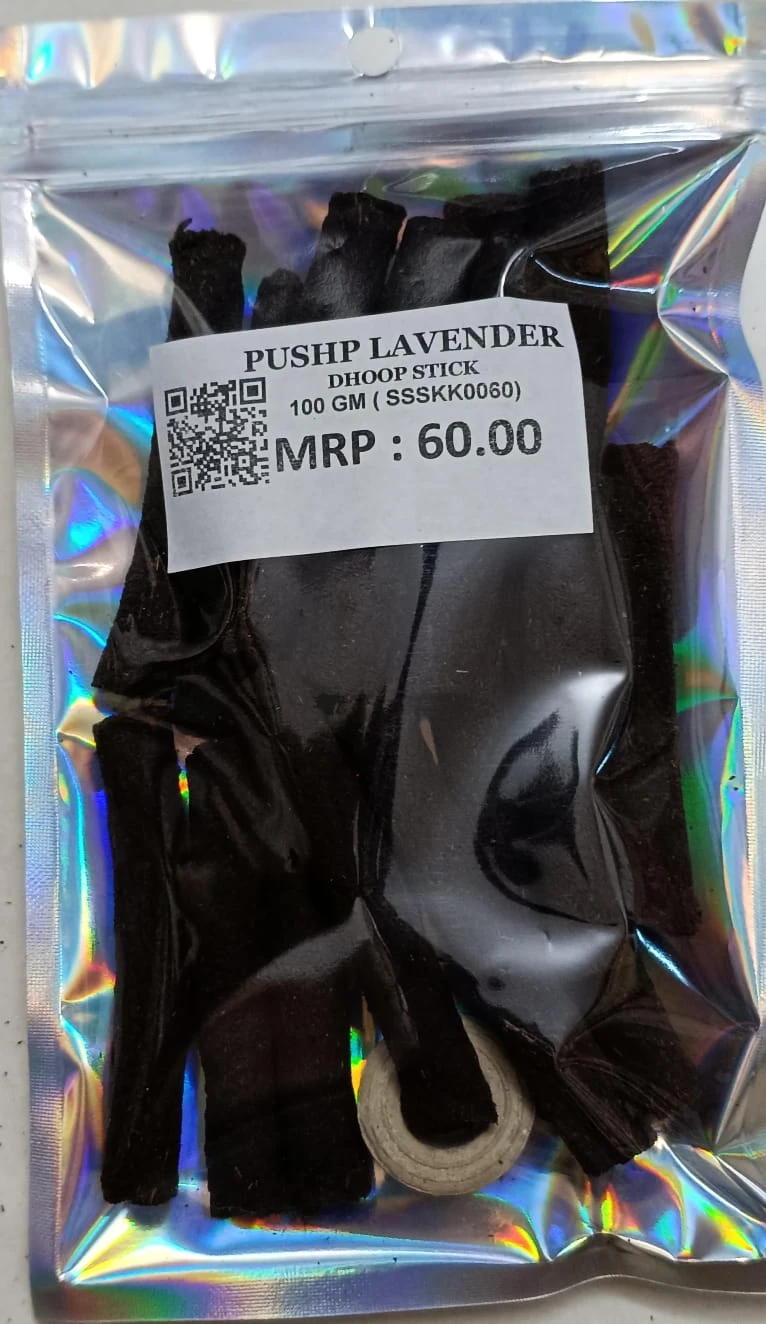 PUSHP LAVENDER
DHOOP STICK
100 GM ( SSSKK0060)
MRP : 60.00